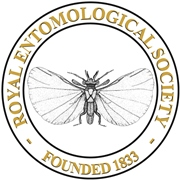 - ROYAL ENTOMOLOGICAL SOCIETY -
FOUNDED 1833